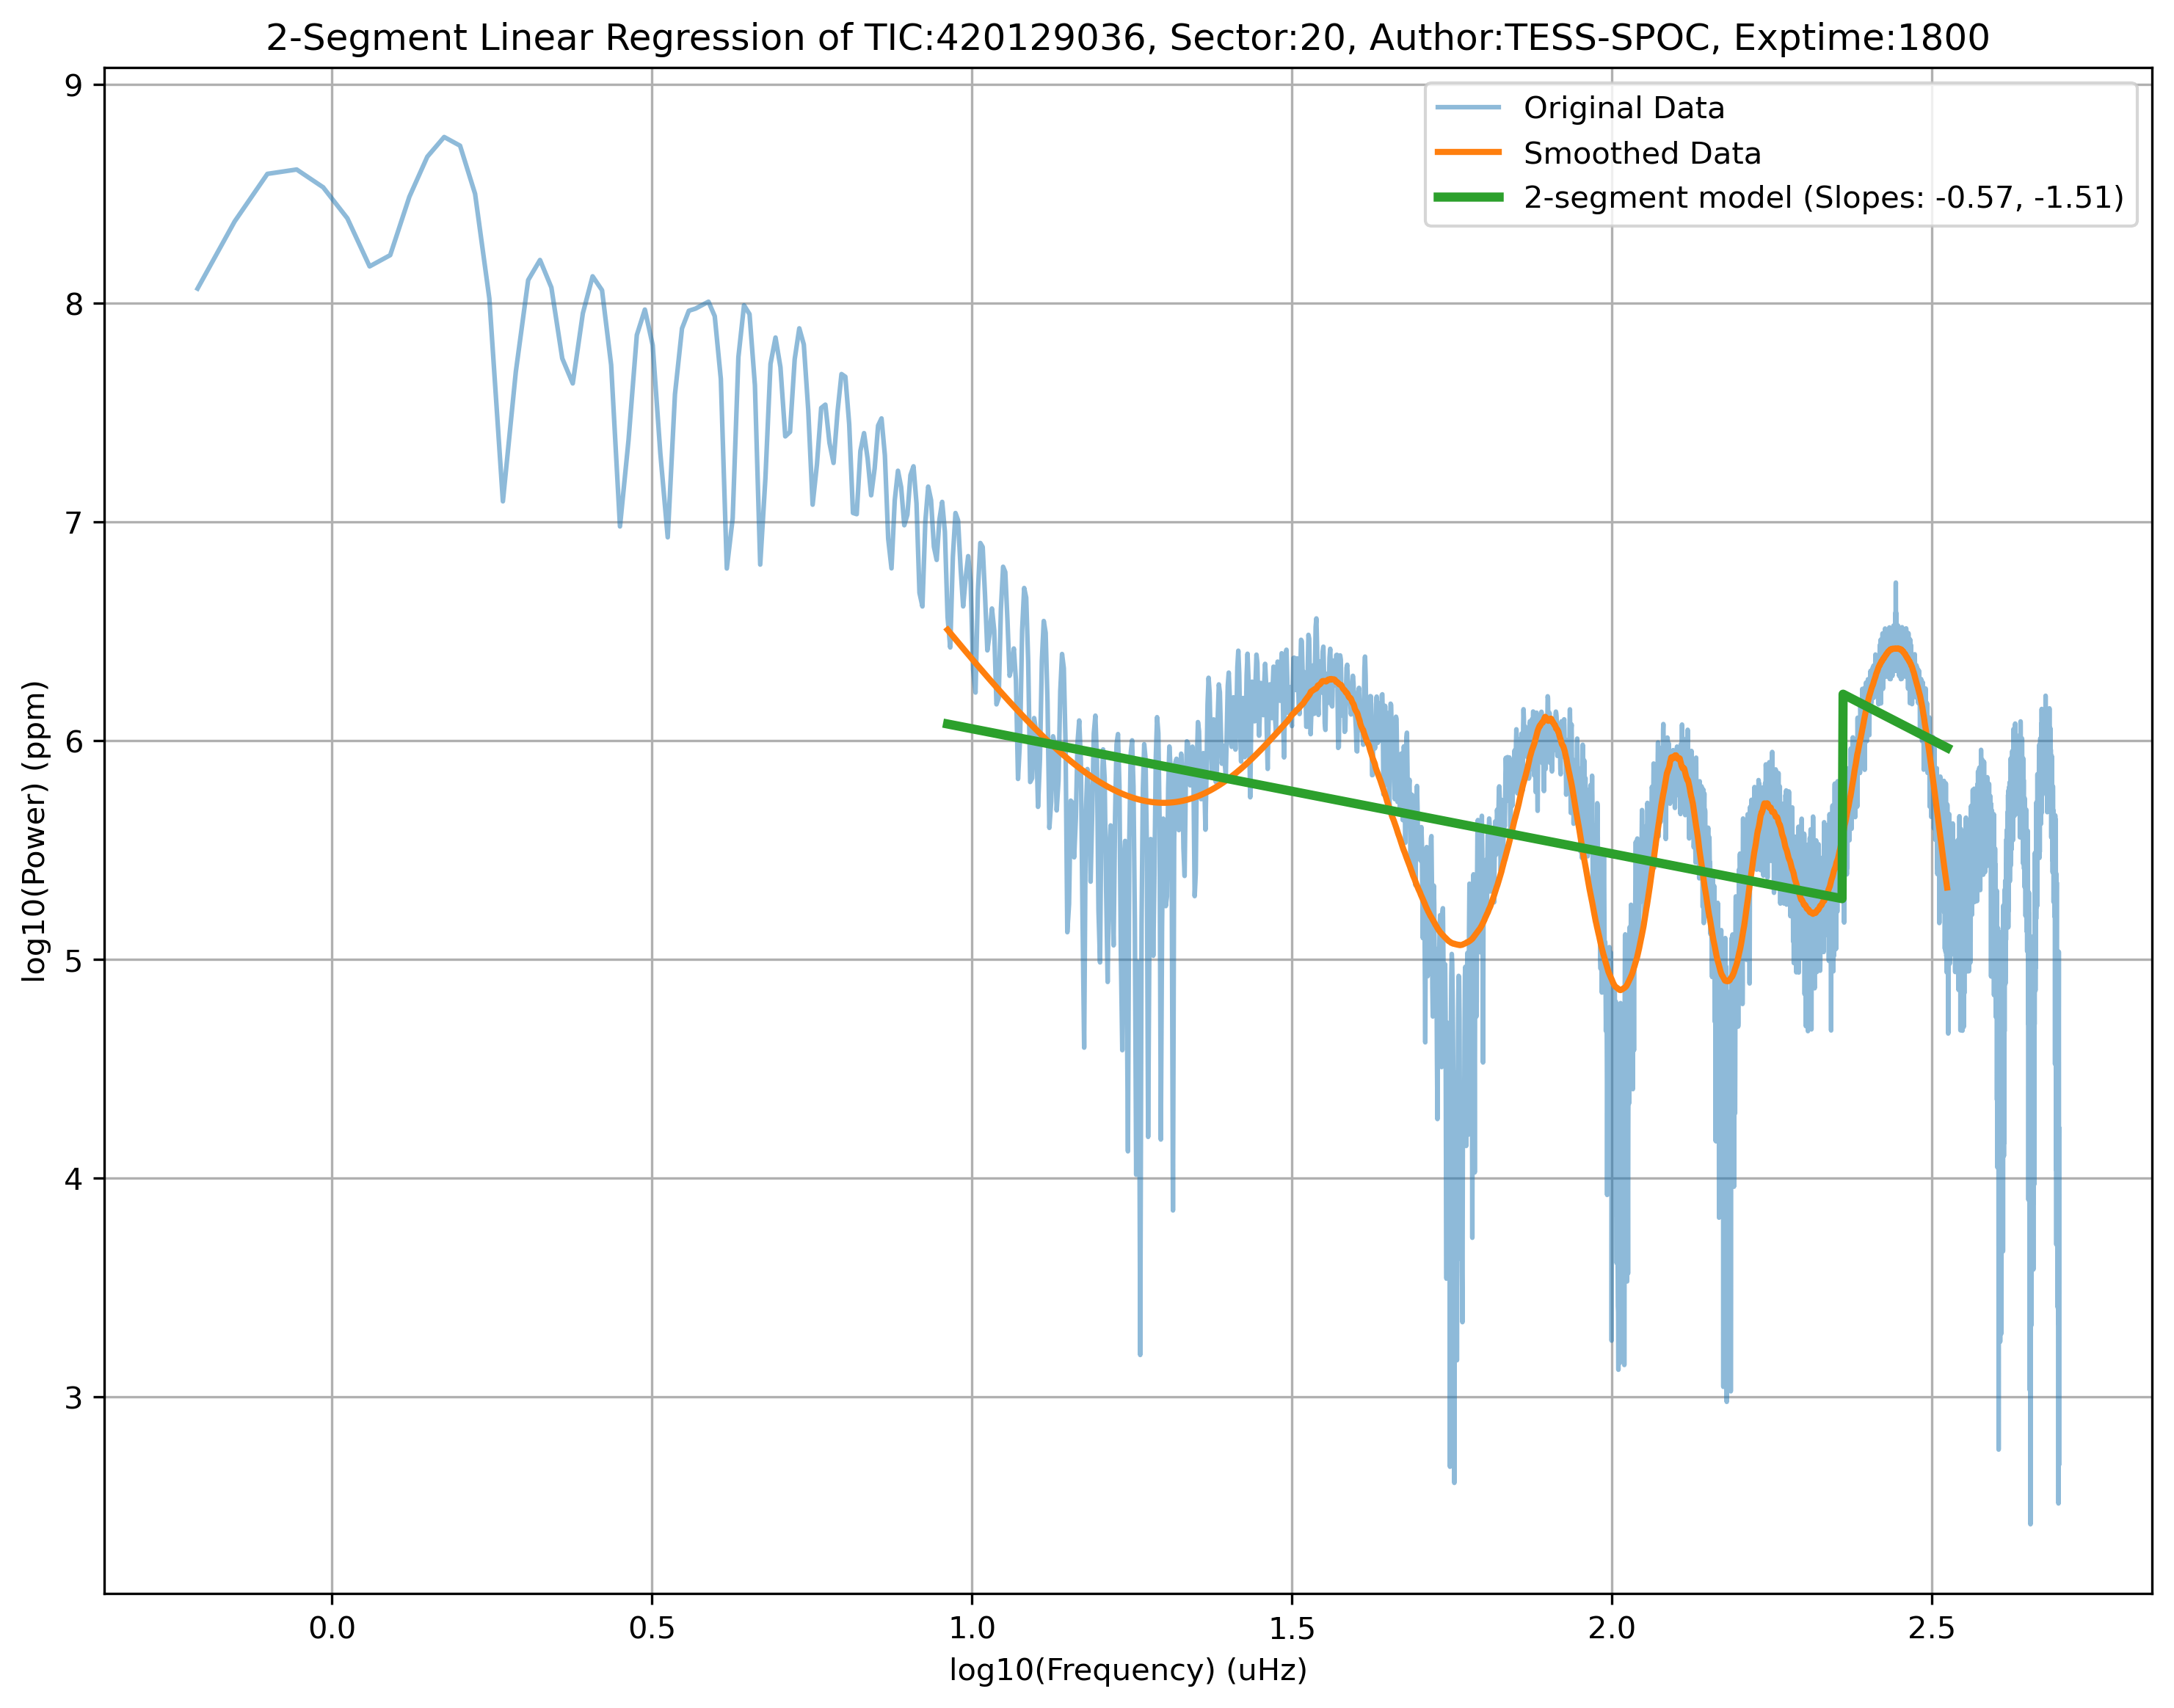 2-Segment Linear Regression of TIC:420129036, Sector:20, Author:TESS-SPOC, Exptime:1800
Original Data
Smoothed Data
2-segment model (Slopes: -0.57, -1.51)
log10(Power) (ppm)
9
8
7
6
5
4
3
0.0 0.5 1.0 1.5 2.0 2.5
log10(Frequency) (uHz)